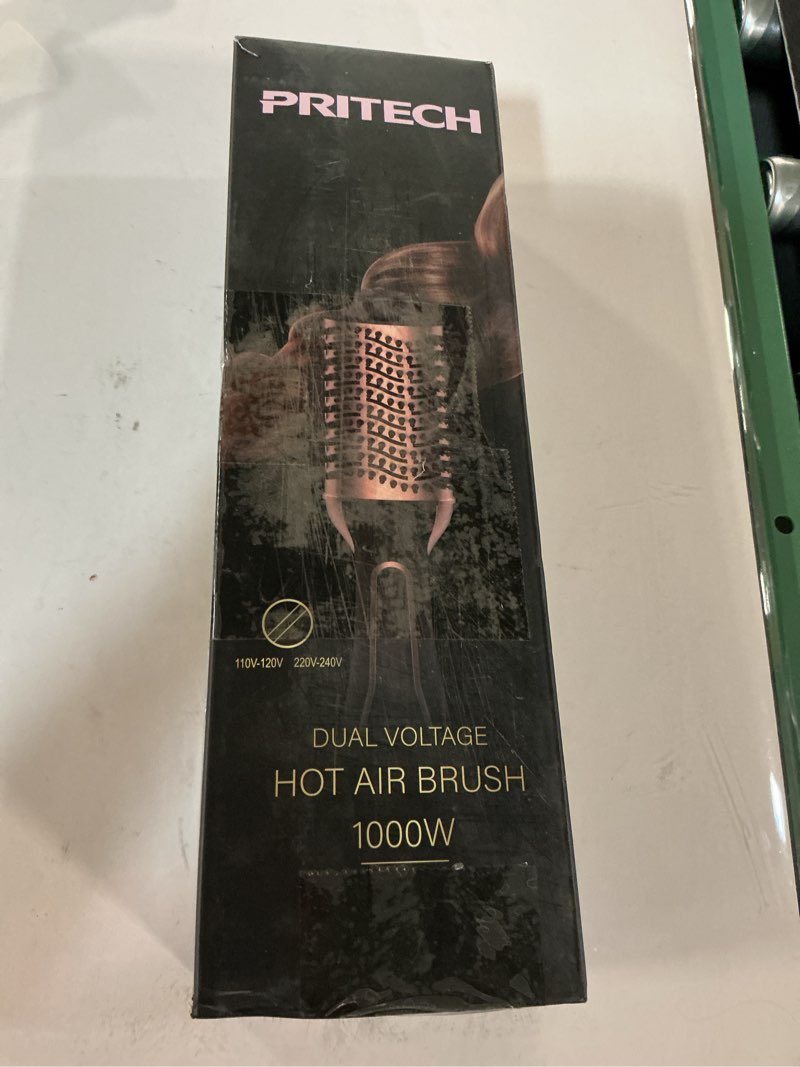 PRITECH
110V-120V 220V-240V
DUAL VOLTAGE
HOT AIR BRUSH
1000W